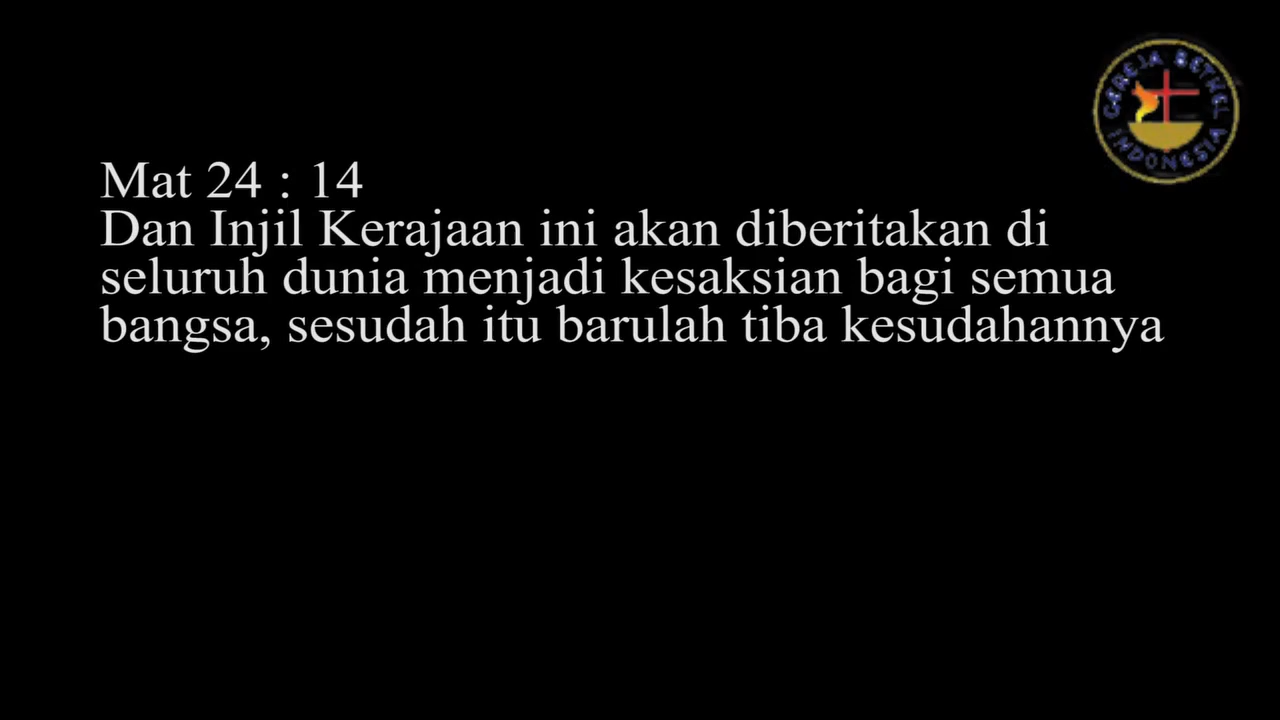 GEREJA BETHEL
INDONESIA
Mat 24 : 14
Dan Injil Kerajaan ini akan diberitakan di
seluruh dunia menjadi kesaksian bagi semua
bangsa, sesudah itu barulah tiba kesudahannya